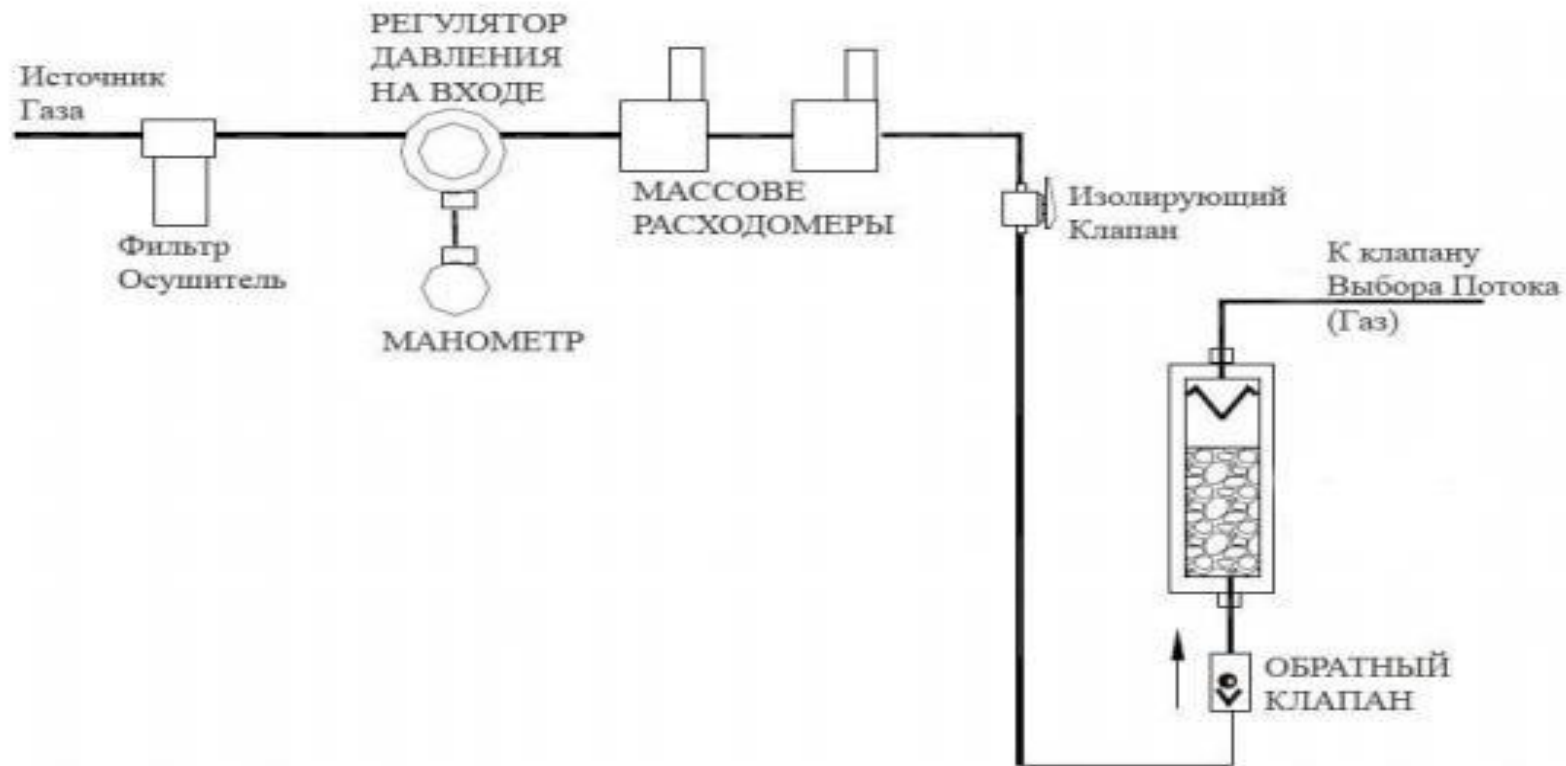 РЕГУЛЯТОР
ДАВЛЕНИЯ
НА ВХОДЕ
Источник
Газа
Фильтр
Осушитель
МАНОМЕТР
МАССОВЕ
РАСХОДОМЕРЫ
Изолирующий
Клапан
К клапану
Выбора Потока
(Газ)
ОБРАТНЫЙ
КЛАПАН